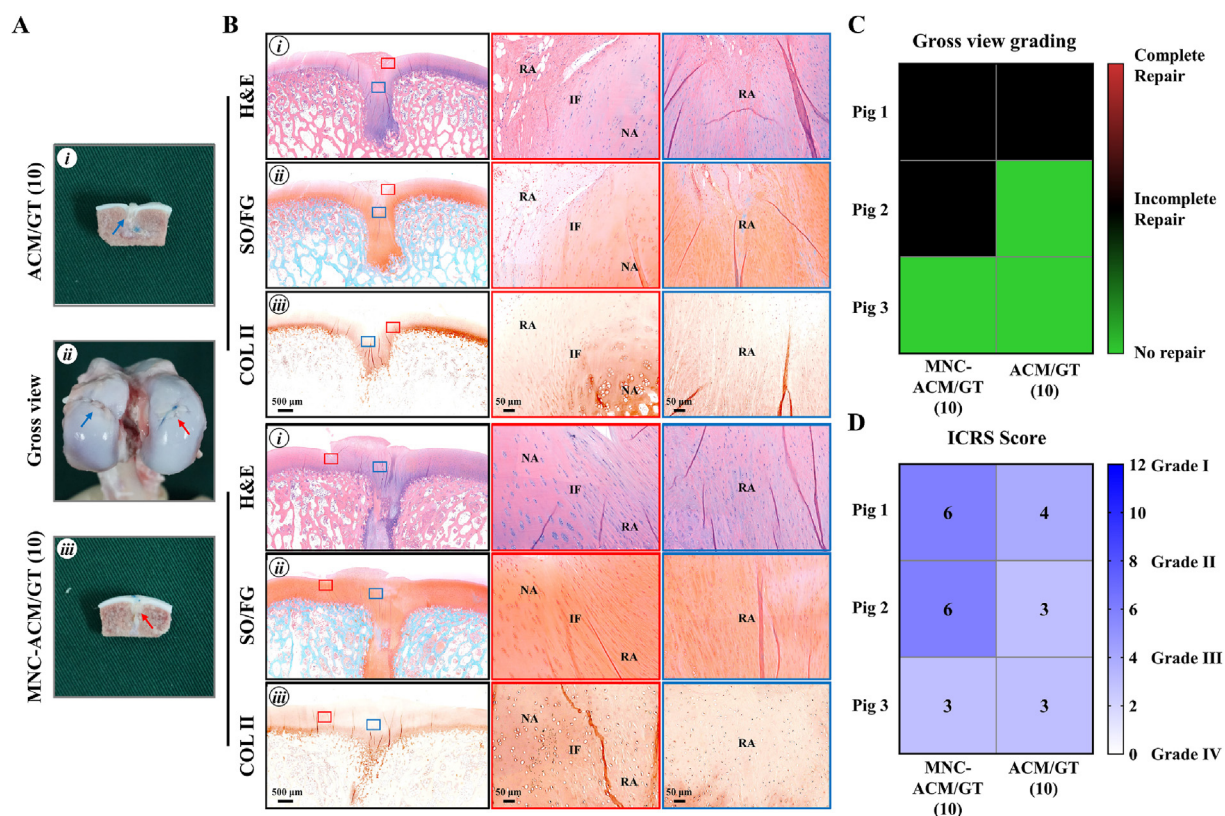 A
ACM/GT (10)
i
Gross view
ii
MNC-ACM/GT (10)
iii
B
H&E
i
RA
IF
NA
RA
SO/FG
ii
RA
IF
NA
RA
COL II
iii
500 μm
RA
IF
NA
50 μm
RA
50 μm
H&E
i
NA
IF
RA
RA
SO/FG
ii
NA
IF
RA
RA
COL II
iii
500 μm
NA
IF
RA
50 μm
RA
50 μm
C
Gross view grading
Pig 1
Pig 2
Pig 3
MNC-
ACM/GT
(10)
ACM/GT
(10)
Complete
Repair
Incomplete
Repair
No repair
D
ICRS Score
Pig 1
6
4
Pig 2
6
3
Pig 3
3
3
MNC-
ACM/GT
(10)
ACM/GT
(10)
12 Grade I
10
8 Grade II
6
4 Grade III
2
0 Grade IV